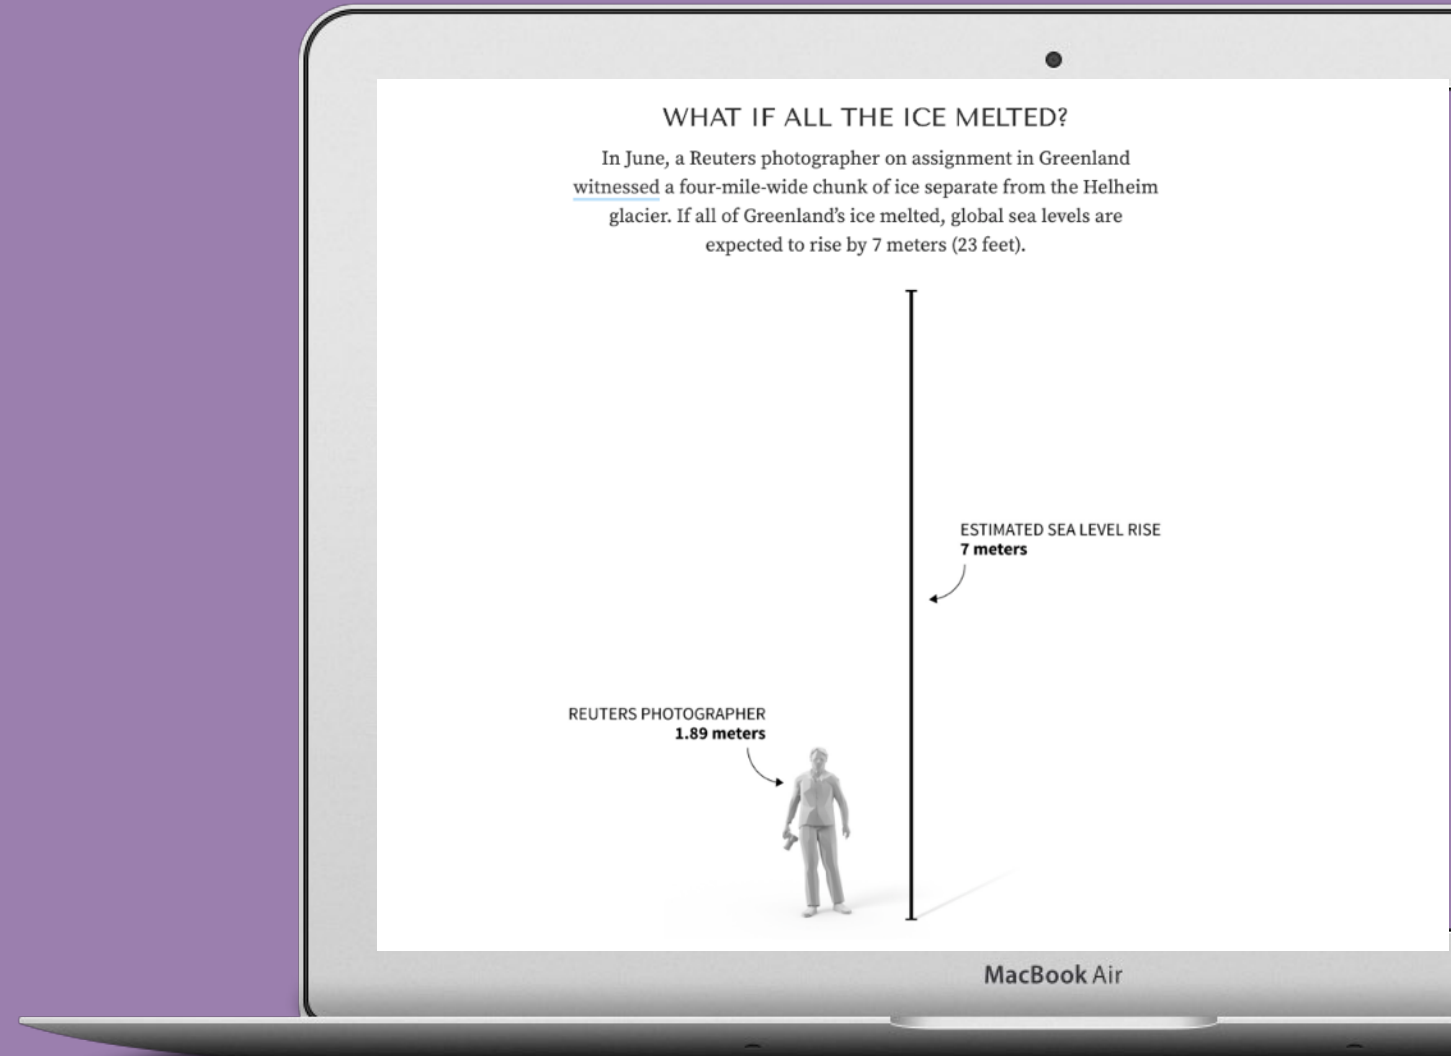 WHAT IF ALL THE ICE MELTED?
In June, a Reuters photographer on assignment in Greenland
witnessed a four-mile-wide chunk of ice separate from the Helheim
glacier. If all of Greenland’s ice melted, global sea levels are
expected to rise by 7 meters (23 feet).
ESTIMATED SEA LEVEL RISE
7 meters
REUTERS PHOTOGRAPHER
1.89 meters
MacBook Air